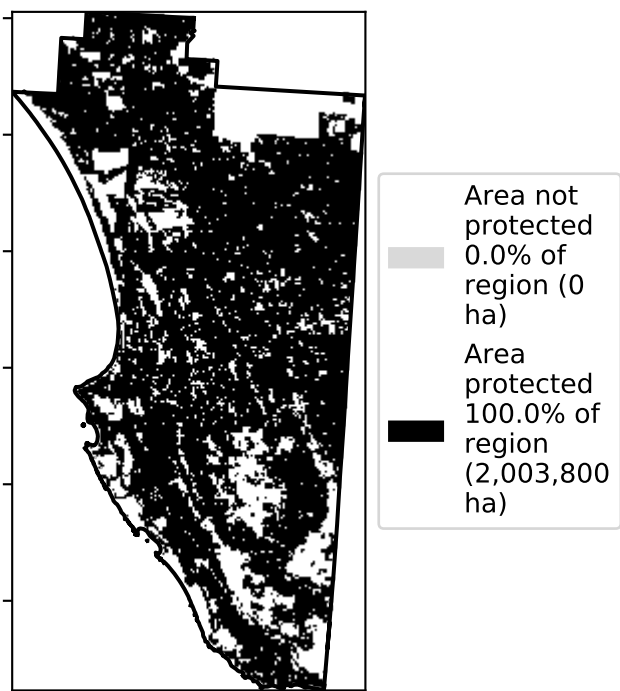 Area not
protected
0.0% of
region (0
ha)
Area
protected
100.0% of
region
(2,003,800
ha)